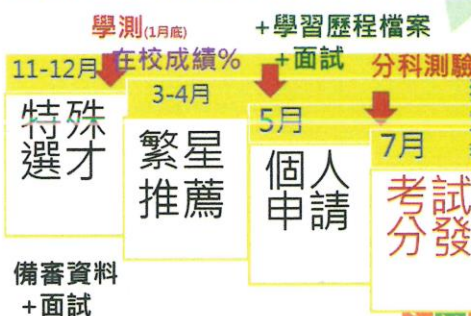 學測(1月底)
+學習歷程檔案
在校成績%
+面試
分科測驗
11-12月
3-4月
5月
7月
特殊
選才
繁星
推薦
個人
申請
考試
分發
備審資料
+面試